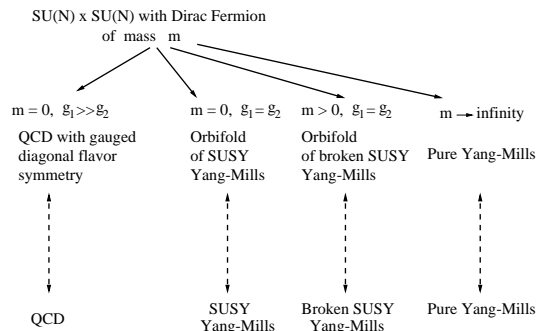 SU(N) x SU(N) with Dirac Fermion
of mass m
m = 0, g1>>g2
QCD with gauged
diagonal flavor
symmetry
m = 0, g1= g2
Orbifold
of SUSY
Yang-Mills
m > 0, g1= g2
Orbifold
of broken SUSY
Yang-Mills
m → infinity
Pure Yang-Mills
QCD
SUSY
Yang-Mills
Broken SUSY
Yang-Mills
Pure Yang-Mills